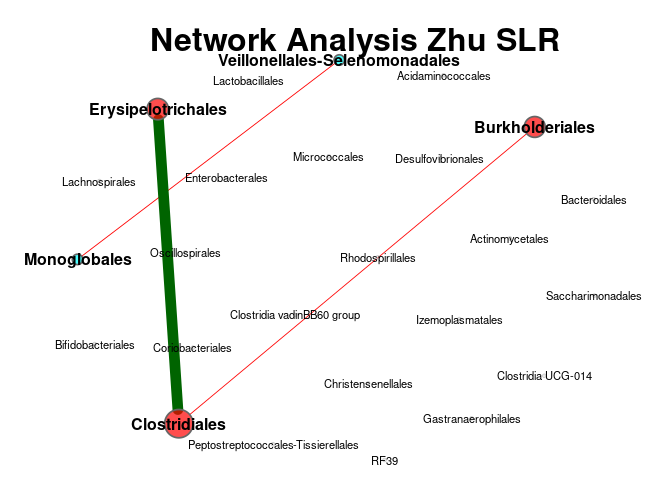 Network Analysis Zhu SLR
Veillonellales-Selenomonadales
Acidaminococcales
Lactobacillales
Erysipelotrichales
Burkholderiales
Micrococcales
Desulfovibrionales
Enterobacterales
Lachnospirales
Bacteroidales
Actinomycetales
Oscillospirales
Rhodospirillales
Monoglobales
Saccharimonadales
Clostridia vadinBB60 group
Izemoplasmatales
Bifidobacteriales
Coriobacteriales
Clostridia UCG-014
Christensenellales
Gastranaerophilales
Clostridiales
Peptostreptococcales-Tissierellales
RF39